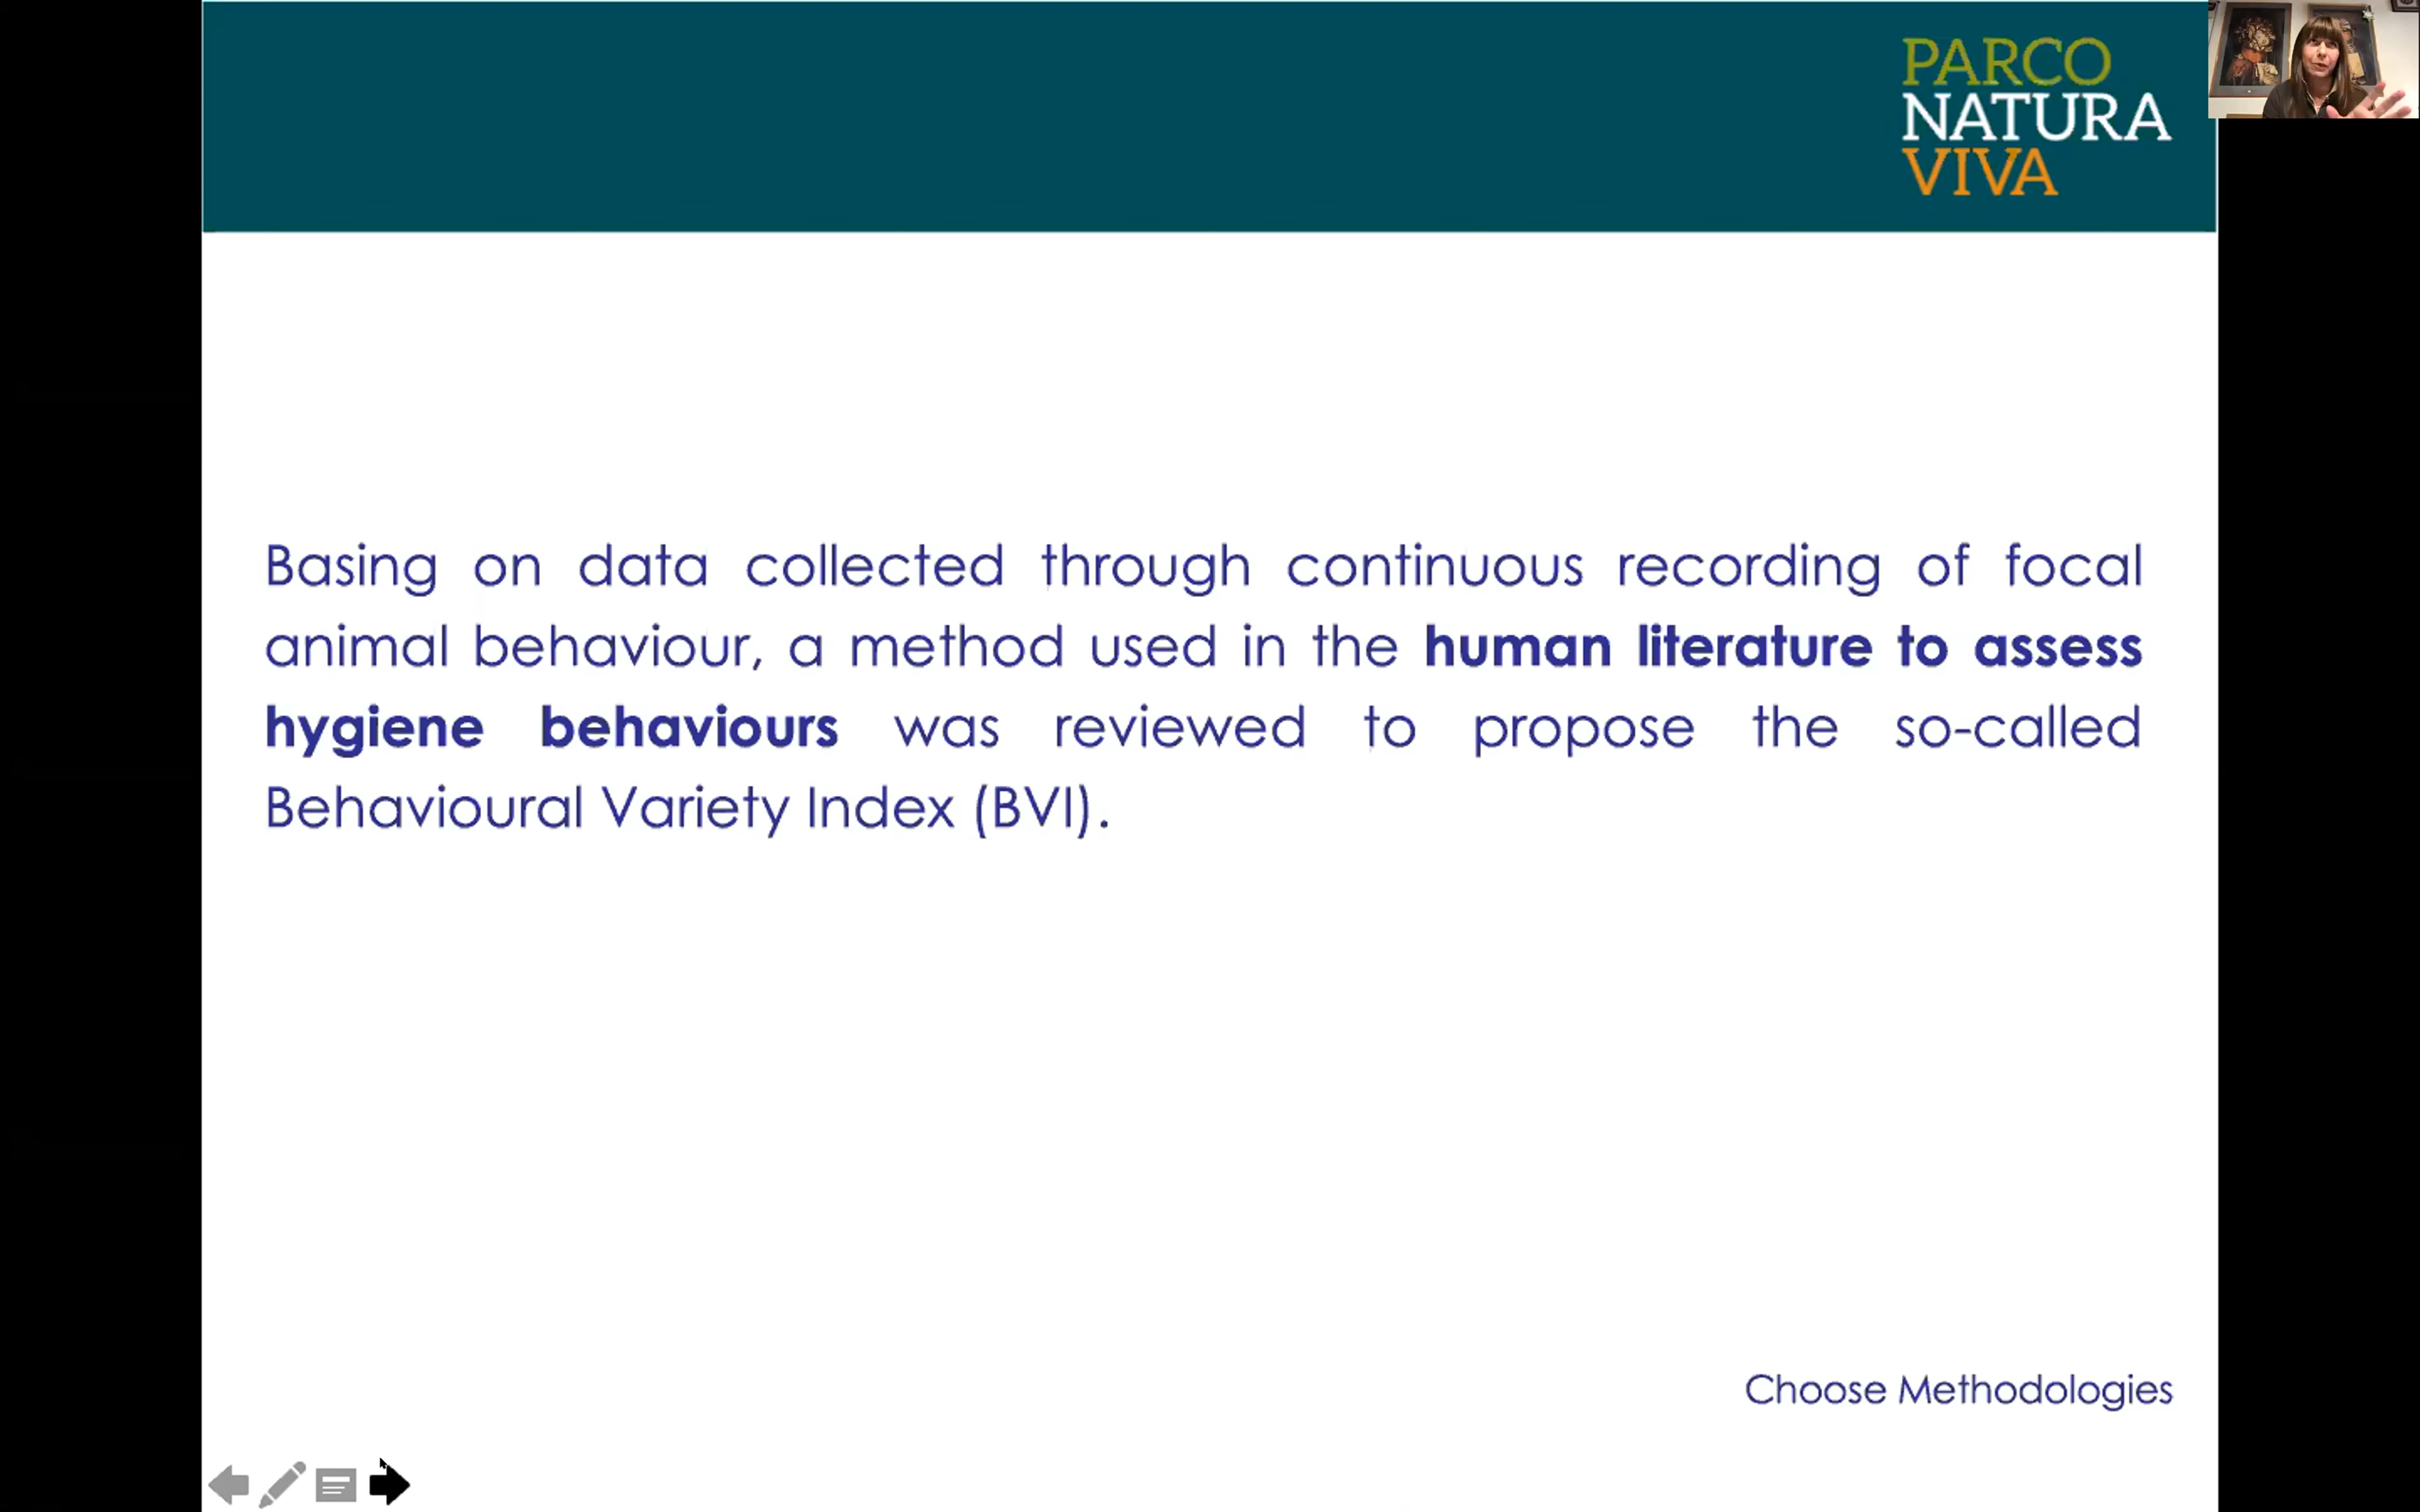 PARCO
NATURA
VIVA
Basing on data collected through continuous recording of focal
animal behaviour, a method used in the human literature to assess
hygiene behaviours was reviewed to propose the so-called
Behavioural Variety Index (BVI).
Choose Methodologies